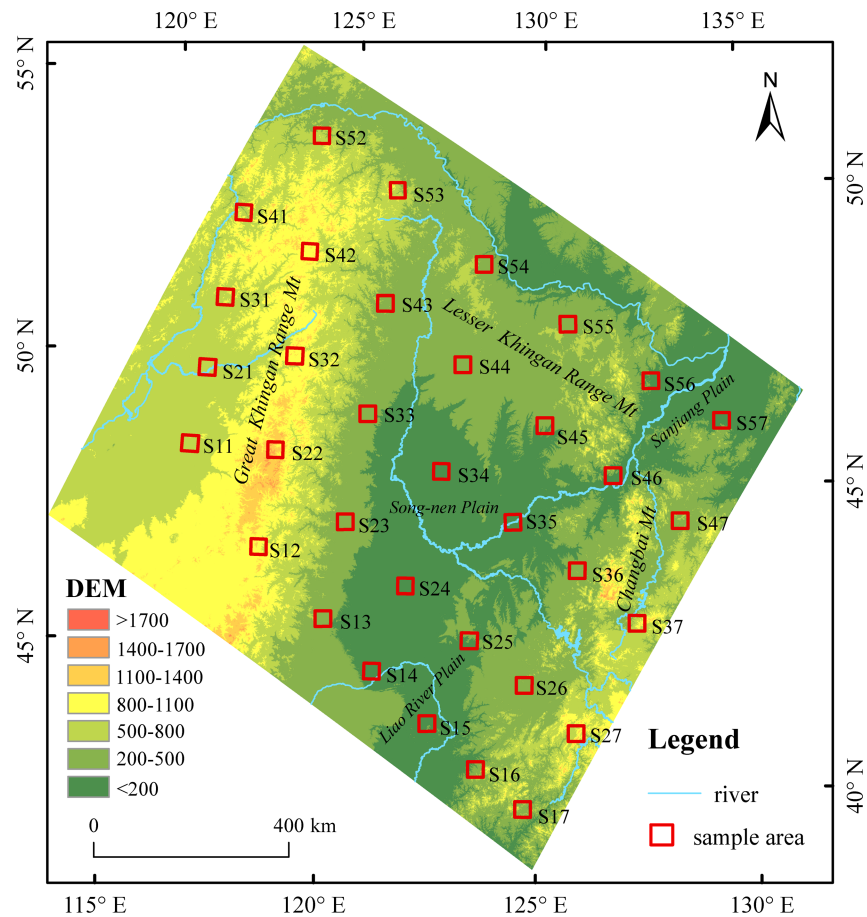 120° E 125° E 130° E 135° E
55° N
N
S52
50° N
S53
S41
S42
S54
S31
S43
S55
50° N
Great Khingan Range Mt
Lesser Khingan Range Mt
S32
S44
S21
S56
Sanjiang Plain
S33
S57
S11
S22
S45
45° N
S34
S46
Song-nen Plain
S23
S35
S47
Changbai Mt
S12
S36
DEM
S24
>1700
S13
S37
45° N
1400-1700
S25
1100-1400
S14
Liao River Plain
S26
800-1100
500-800
S15
S27
Legend
200-500
S16
<200
40° N
river
S17
0 400 km
sample area
115° E 120° E 125° E 130° E